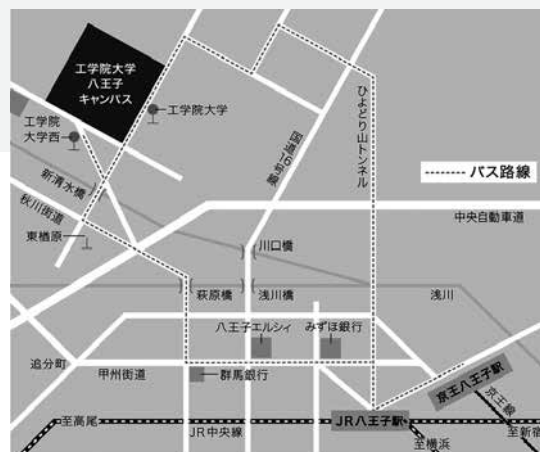 工学院大学
八王子
キャンパス
工学院大学
工学院
大学西
ひよどり山トンネル
国道16号線
バス路線
新清水橋
秋川街道
東楢原
中央自動車道
川口橋
萩原橋
浅川橋
浅川
八王子エルシィ
みずほ銀行
追分町
甲州街道
群馬銀行
京王八王子駅
JR八王子駅
京王線
至高尾
JR中央線
至横浜
至新宿